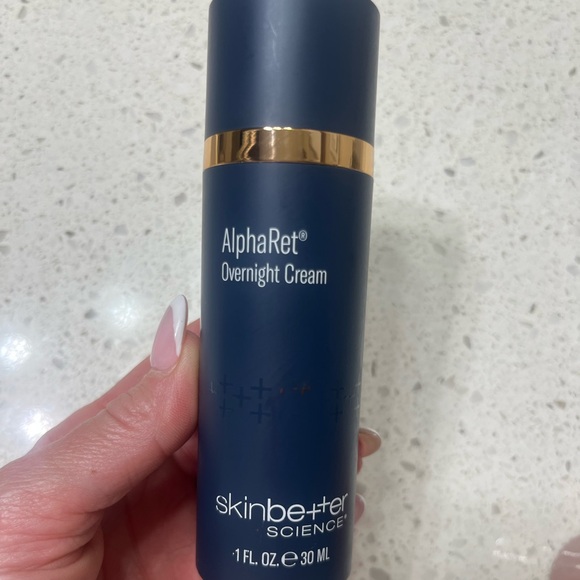 AlphaRet®
Overnight Cream
skinbetter
SCIENCE®
1 FL. OZ. ℮ 30 ML